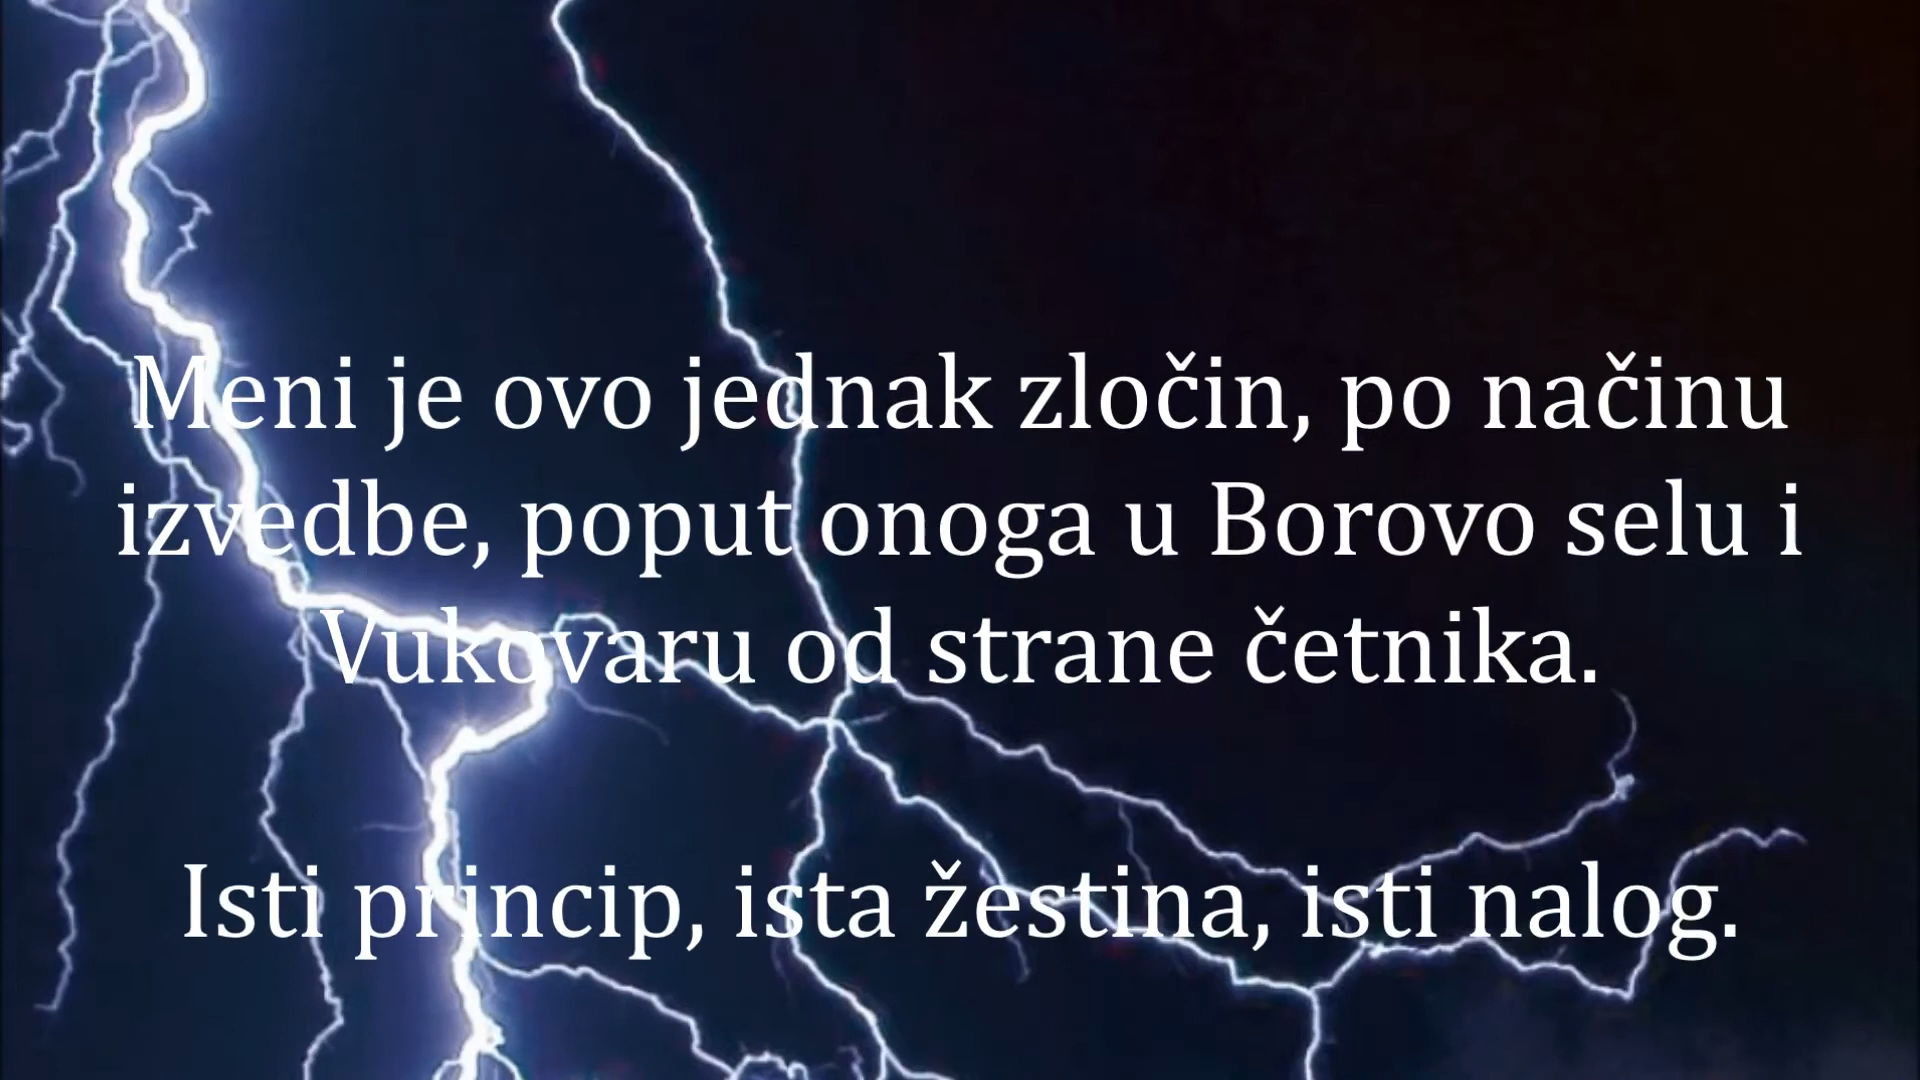 Meni je ovo jednak zločin, po načinu
izvedbe, poput onoga u Borovo selu i
Vukovaru od strane četnika.
Isti princip, ista žestina, isti nalog.